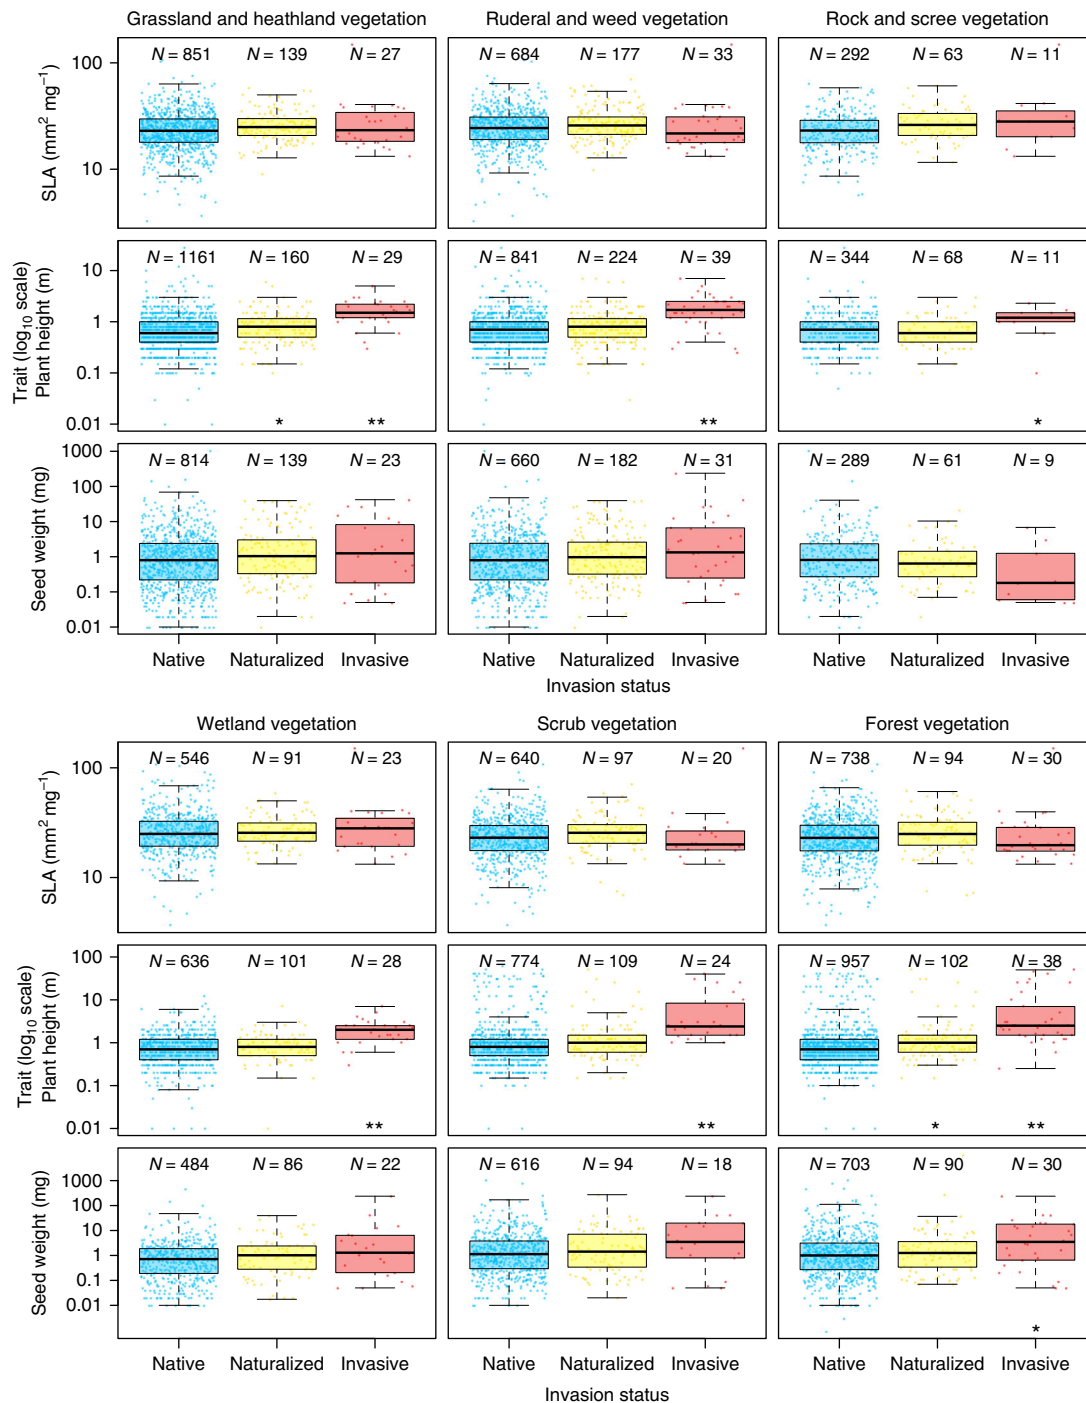 Grassland and heathland vegetation Ruderal and weed vegetation Rock and scree vegetation
N = 851 N = 139 N = 27 N = 684 N = 177 N = 33 N = 292 N = 63 N = 11
100
10
SLA (mm² mg⁻¹)
N = 1161 N = 160 N = 29 N = 841 N = 224 N = 39 N = 344 N = 68 N = 11
10
1
0.1
0.01
Trait (log₁₀ scale)
Plant height (m)
* ** ** *
N = 814 N = 139 N = 23 N = 660 N = 182 N = 31 N = 289 N = 61 N = 9
1000
100
10
1
0.1
0.01
Seed weight (mg)
Native Naturalized Invasive Native Naturalized Invasive Native Naturalized Invasive
Invasion status
Wetland vegetation Scrub vegetation Forest vegetation
N = 546 N = 91 N = 23 N = 640 N = 97 N = 20 N = 738 N = 94 N = 30
100
10
SLA (mm² mg⁻¹)
N = 636 N = 101 N = 28 N = 774 N = 109 N = 24 N = 957 N = 102 N = 38
100
10
1
0.1
0.01
Trait (log₁₀ scale)
Plant height (m)
** ** * **
N = 484 N = 86 N = 22 N = 616 N = 94 N = 18 N = 703 N = 90 N = 30
1000
100
10
1
0.1
0.01
Seed weight (mg)
*
Native Naturalized Invasive Native Naturalized Invasive Native Naturalized Invasive
Invasion status